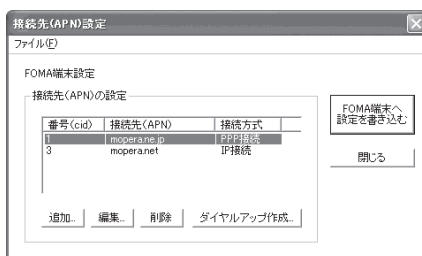 接続先(APN)設定
ファイル(F)
FOMA端末設定
接続先(APN)の設定
番号(cid) 接続先(APN) 接続方式
1 mopera.ne.jp PPP接続
3 mopera.net IP接続
追加... 編集... 削除 ダイヤルアップ作成...
FOMA端末へ
設定を書き込む
閉じる